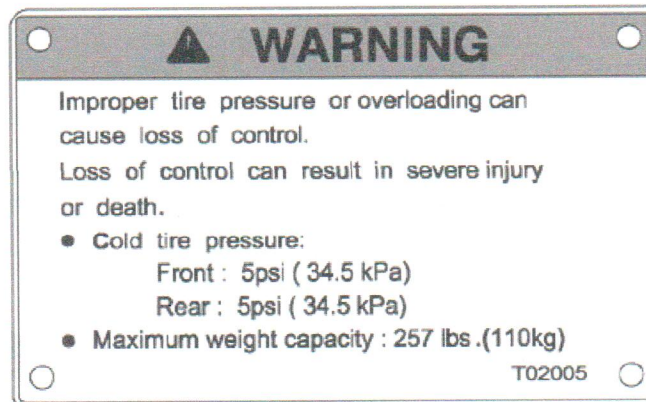 WARNING
Improper tire pressure or overloading can
cause loss of control.
Loss of control can result in severe injury
or death.
• Cold tire pressure:
Front : 5psi ( 34.5 kPa)
Rear : 5psi ( 34.5 kPa)
• Maximum weight capacity : 257 lbs .(110kg)
T02005